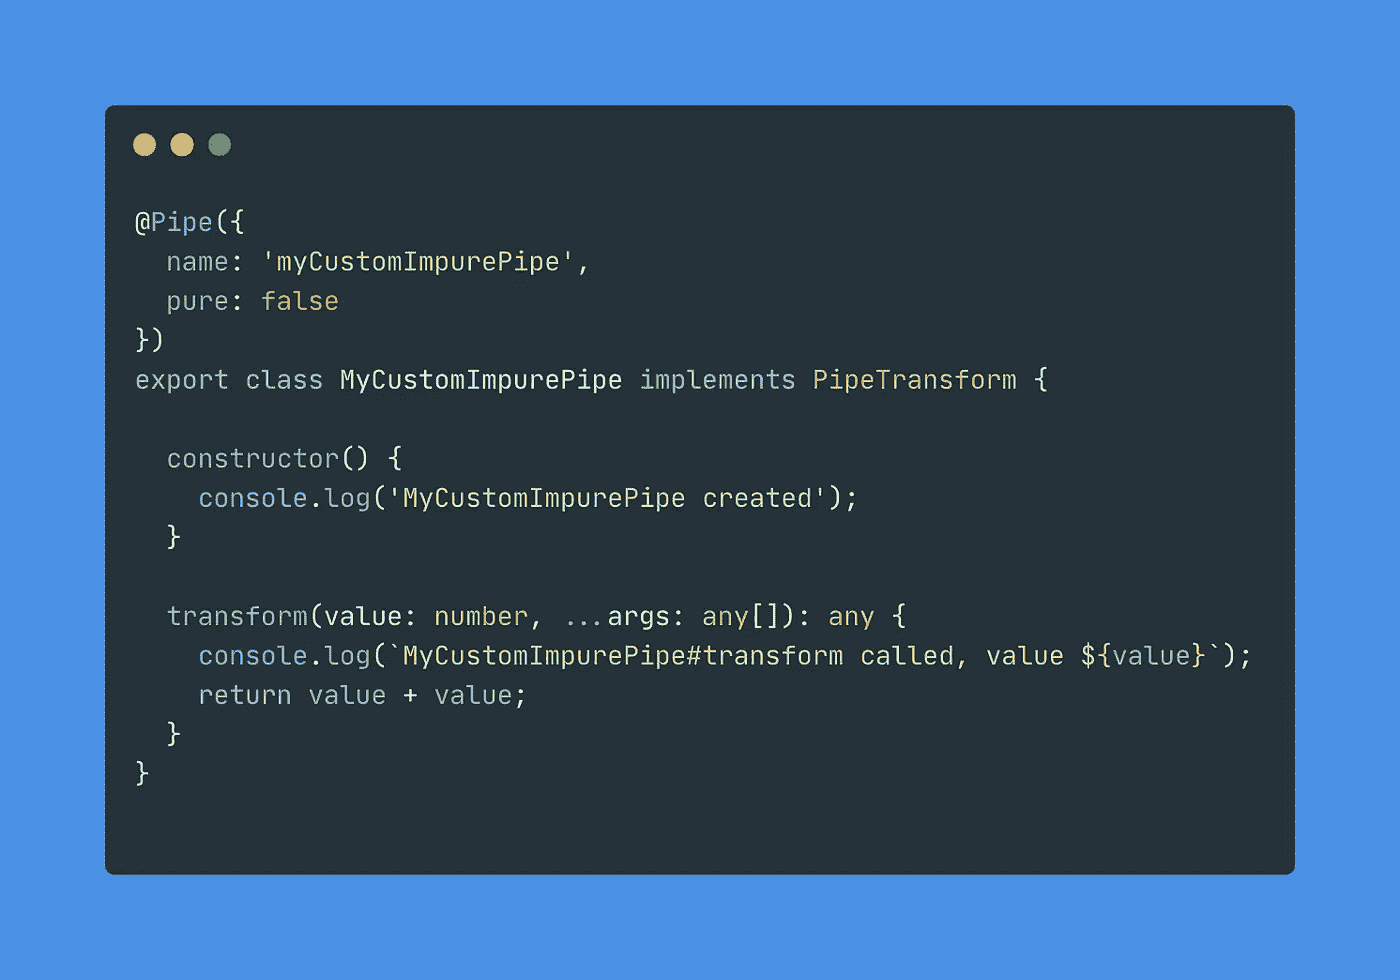 @Pipe({
  name: 'myCustomImpurePipe',
  pure: false
})
export class MyCustomImpurePipe implements PipeTransform {
  constructor() {
    console.log('MyCustomImpurePipe created');
  }
  transform(value: number, ...args: any[]): any {
    console.log(`MyCustomImpurePipe#transform called, value ${value}`);
    return value + value;
  }
}